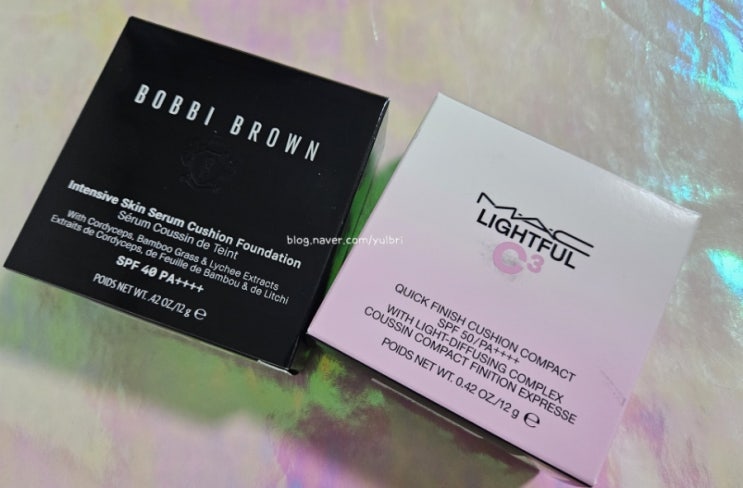 BOBBI BROWN
Intensive Skin Serum Cushion Foundation
Sérum Coussin de Teint
With Cordyceps, Bamboo Grass & Lychee Extracts
Extraits de Cordyceps, de Feuille de Bambou & de Litchi
SPF 40 PA++++
POIDS NET WT. .42 OZ./12 g ℮
blog.naver.com/yulbri
M·A·C
LIGHTFUL
C3
QUICK FINISH CUSHION COMPACT
SPF 50/PA++++
WITH LIGHT-DIFFUSING COMPLEX
COUSSIN COMPACT FINITION EXPRESSE
POIDS NET WT. 0.42 OZ./12 g ℮